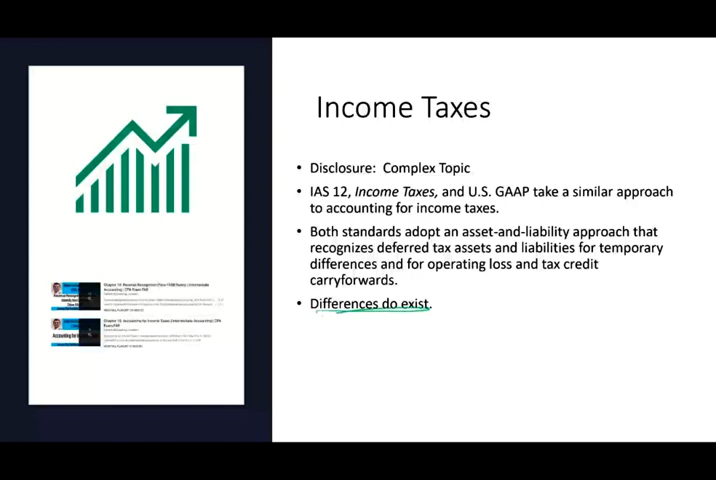 Income Taxes
• Disclosure: Complex Topic
• IAS 12, Income Taxes, and U.S. GAAP take a similar approach
to accounting for income taxes.
• Both standards adopt an asset-and-liability approach that
recognizes deferred tax assets and liabilities for temporary
differences and for operating loss and tax credit
carryforwards.
• Differences do exist.